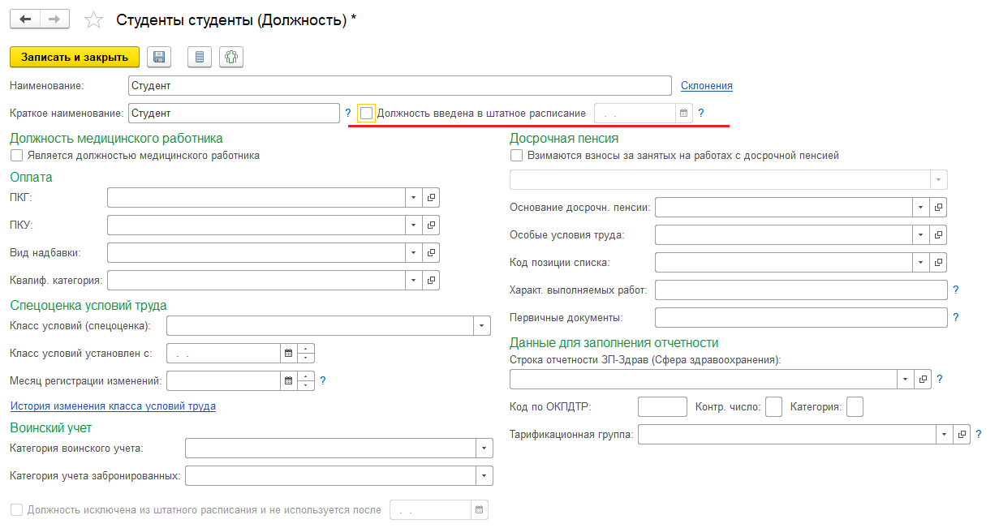 Студенты студенты (Должность) *
Записать и закрыть
Наименование: Студент Склонения
Краткое наименование: Студент ? Должность введена в штатное расписание . . ?
Должность медицинского работника
Является должностью медицинского работника
Оплата
ПКГ:
ПКУ:
Вид надбавки:
Квалиф. категория:
Спецоценка условий труда
Класс условий (спецоценка):
Класс условий установлен с: . .
Месяц регистрации изменений: ?
История изменения класса условий труда
Воинский учет
Категория воинского учета:
Категория учета забронированных:
Должность исключена из штатного расписания и не используется после . .
Досрочная пенсия
Взимаются взносы за занятых на работах с досрочной пенсией
Основание досрочн. пенсии:
Особые условия труда:
Код позиции списка:
Характ. выполняемых работ: ?
Первичные документы: ?
Данные для заполнения отчетности
Строка отчетности ЗП-Здрав (Сфера здравоохранения):
?
Код по ОКПДТР: Контр. число: Категория:
Тарификационная группа: ?